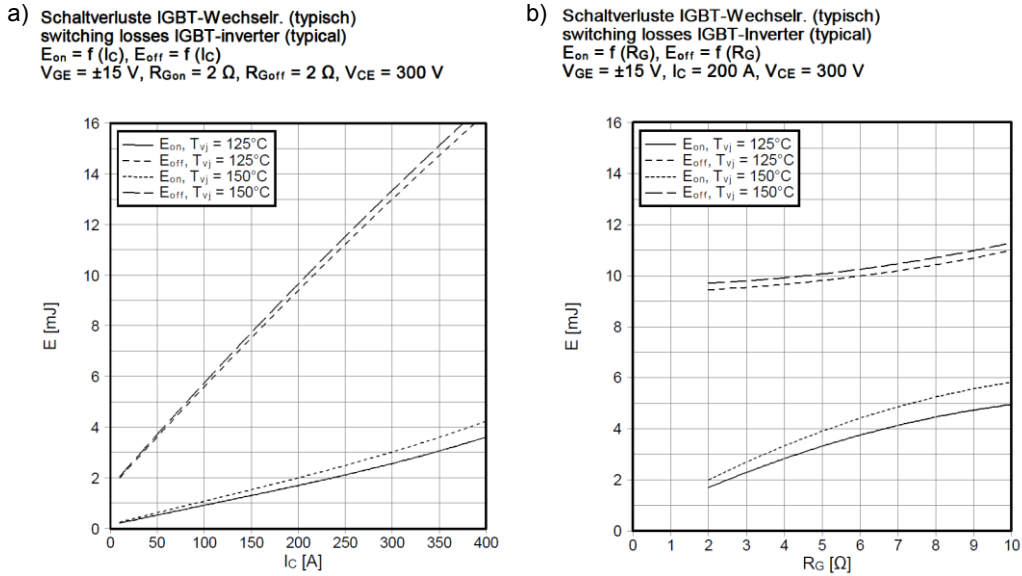 a)
Schaltverluste IGBT-Wechselr. (typisch)
switching losses IGBT-inverter (typical)
Eon = f (IC), Eoff = f (IC)
VGE = ±15 V, RGon = 2 Ω, RGoff = 2 Ω, VCE = 300 V
16
14
12
10
8
6
4
2
0
E [mJ]
Eon, Tvj = 125°C
Eoff, Tvj = 125°C
Eon, Tvj = 150°C
Eoff, Tvj = 150°C
0 50 100 150 200 250 300 350 400
IC [A]
b)
Schaltverluste IGBT-Wechselr. (typisch)
switching losses IGBT-Inverter (typical)
Eon = f (RG), Eoff = f (RG)
VGE = ±15 V, IC = 200 A, VCE = 300 V
16
14
12
10
8
6
4
2
0
E [mJ]
Eon, Tvj = 125°C
Eoff, Tvj = 125°C
Eon, Tvj = 150°C
Eoff, Tvj = 150°C
0 1 2 3 4 5 6 7 8 9 10
RG [Ω]